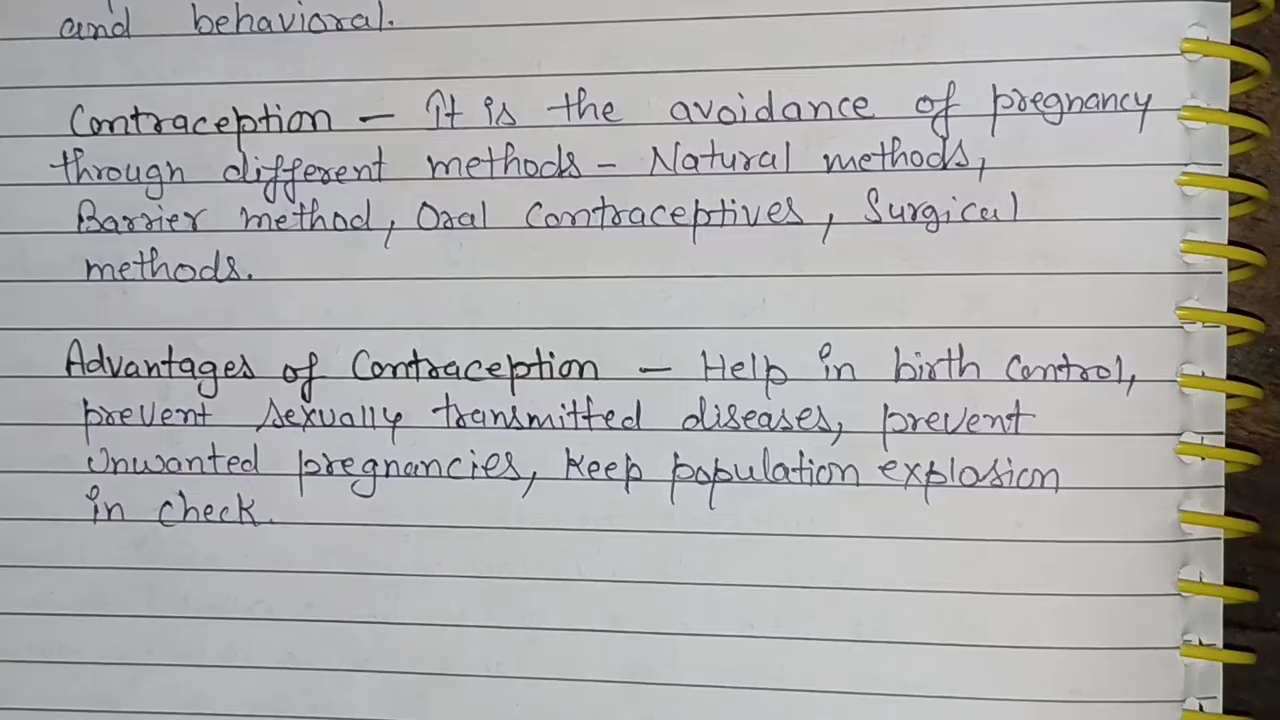 and behavioral.
Contraception - It is the avoidance of pregnancy
through different methods - Natural methods,
Barrier method, Oral Contraceptives, Surgical
methods.
Advantages of Contraception - Help in birth control,
prevent sexually transmitted diseases, prevent
Unwanted pregnancies, keep population explosion
in check.